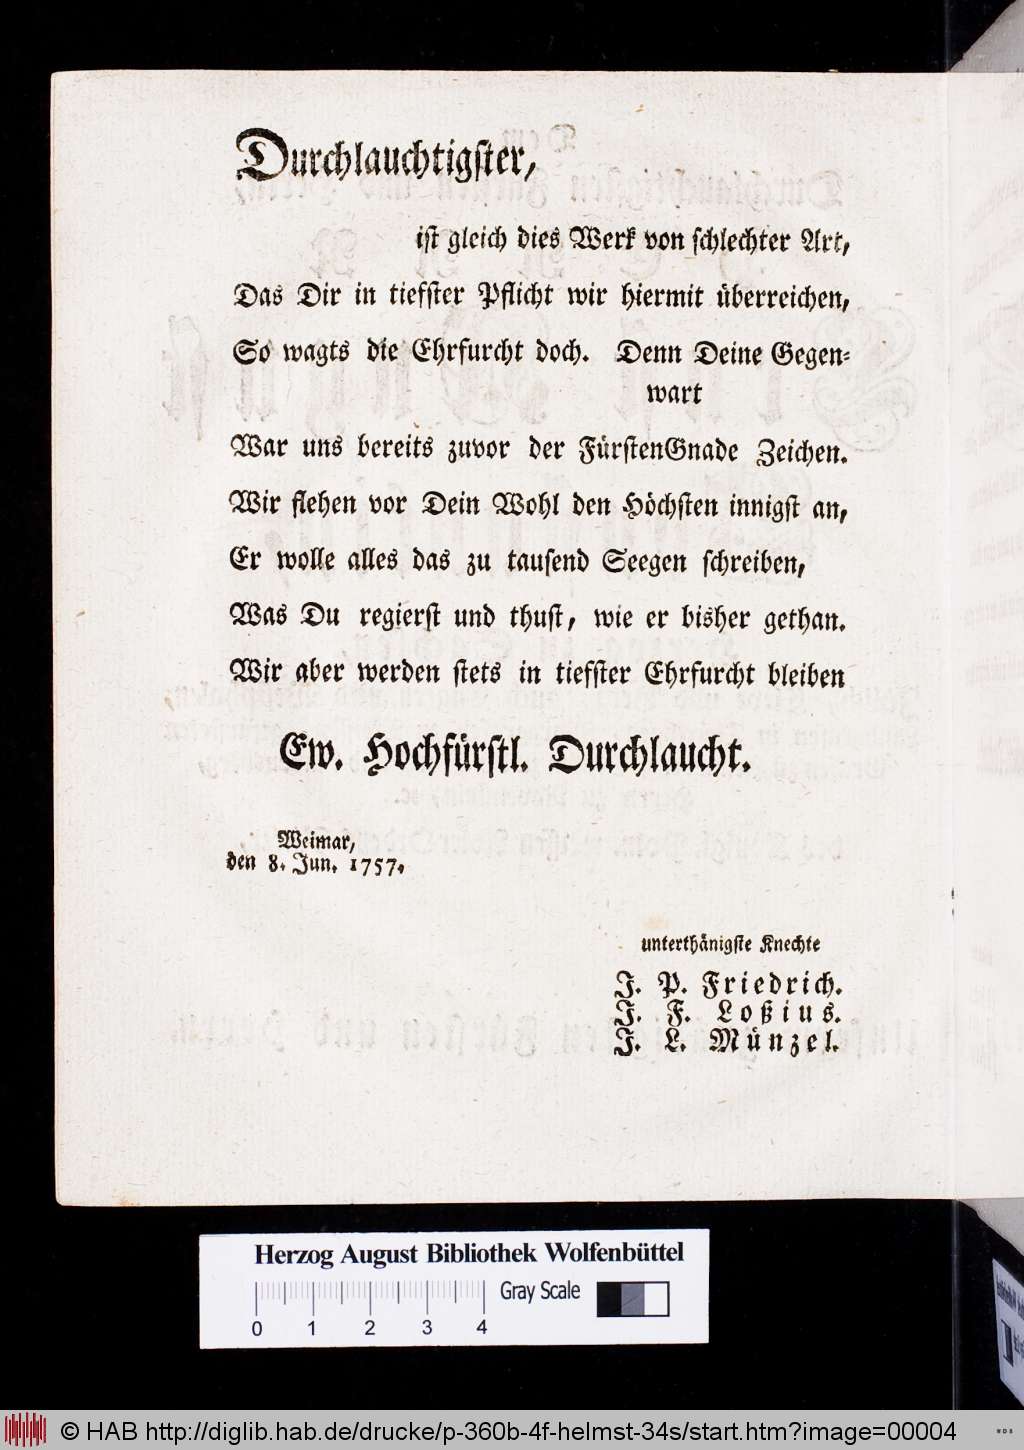 Durchlauchtigster,
ist gleich dies Werk von schlechter Art,
Das Dir in tiefster Pflicht wir hiermit überreichen,
So wagts die Ehrfurcht doch. Denn Deine Gegen-
wart
War uns bereits zuvor der FürstenGnade Zeichen.
Wir flehen vor Dein Wohl den Höchsten innigst an,
Er wolle alles das zu tausend Seegen schreiben,
Was Du regierst und thust, wie er bisher gethan.
Wir aber werden stets in tiefster Ehrfurcht bleiben
Ew. Hochfürstl. Durchlaucht.
Weimar,
den 8. Jun. 1757.
unterthänigste Knechte
J. P. Friedrich.
J. F. Loßius.
J. L. Münzel.
Herzog August Bibliothek Wolfenbüttel
Gray Scale
0 1 2 3 4
© HAB http://diglib.hab.de/drucke/p-360b-4f-helmst-34s/start.htm?image=00004